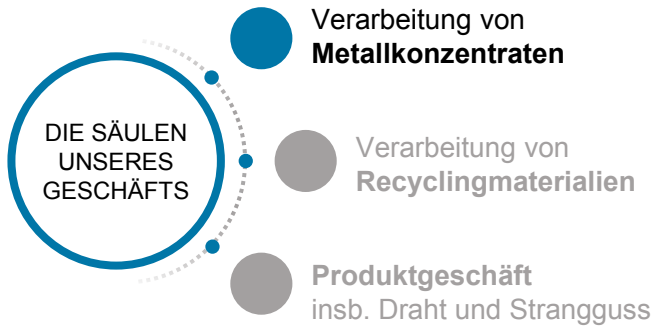 DIE SÄULEN
UNSERES
GESCHÄFTS
Verarbeitung von
Metallkonzentraten
Verarbeitung von
Recyclingmaterialien
Produktgeschäft
insb. Draht und Strangguss